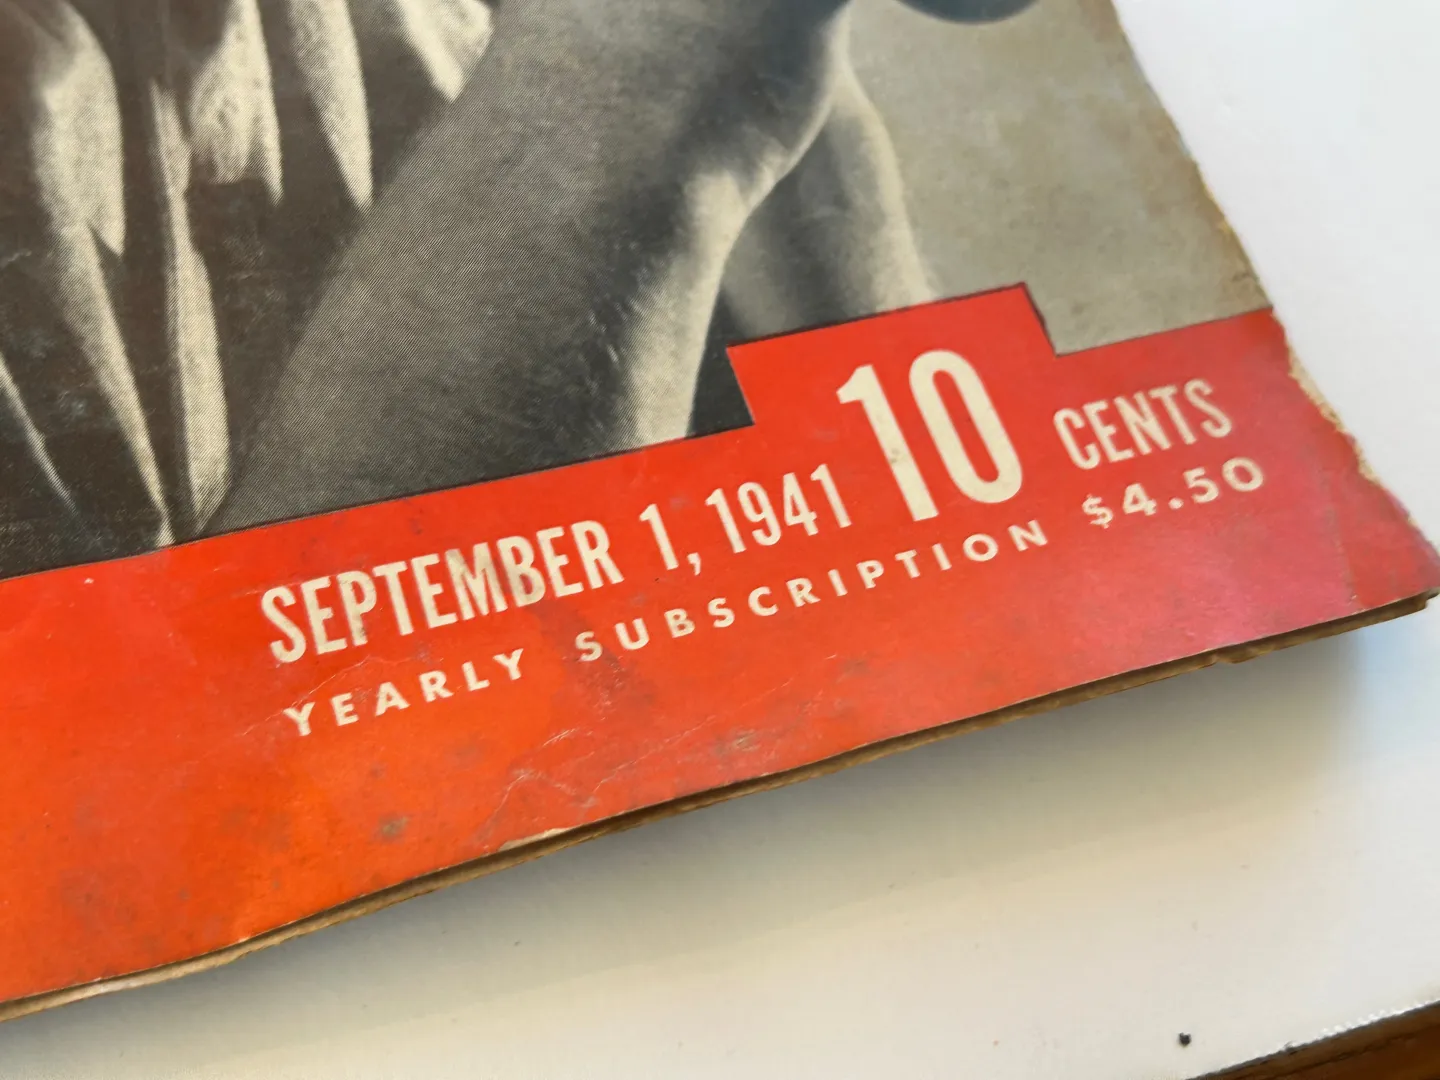 SEPTEMBER 1, 1941 10 CENTS
YEARLY SUBSCRIPTION $4.50